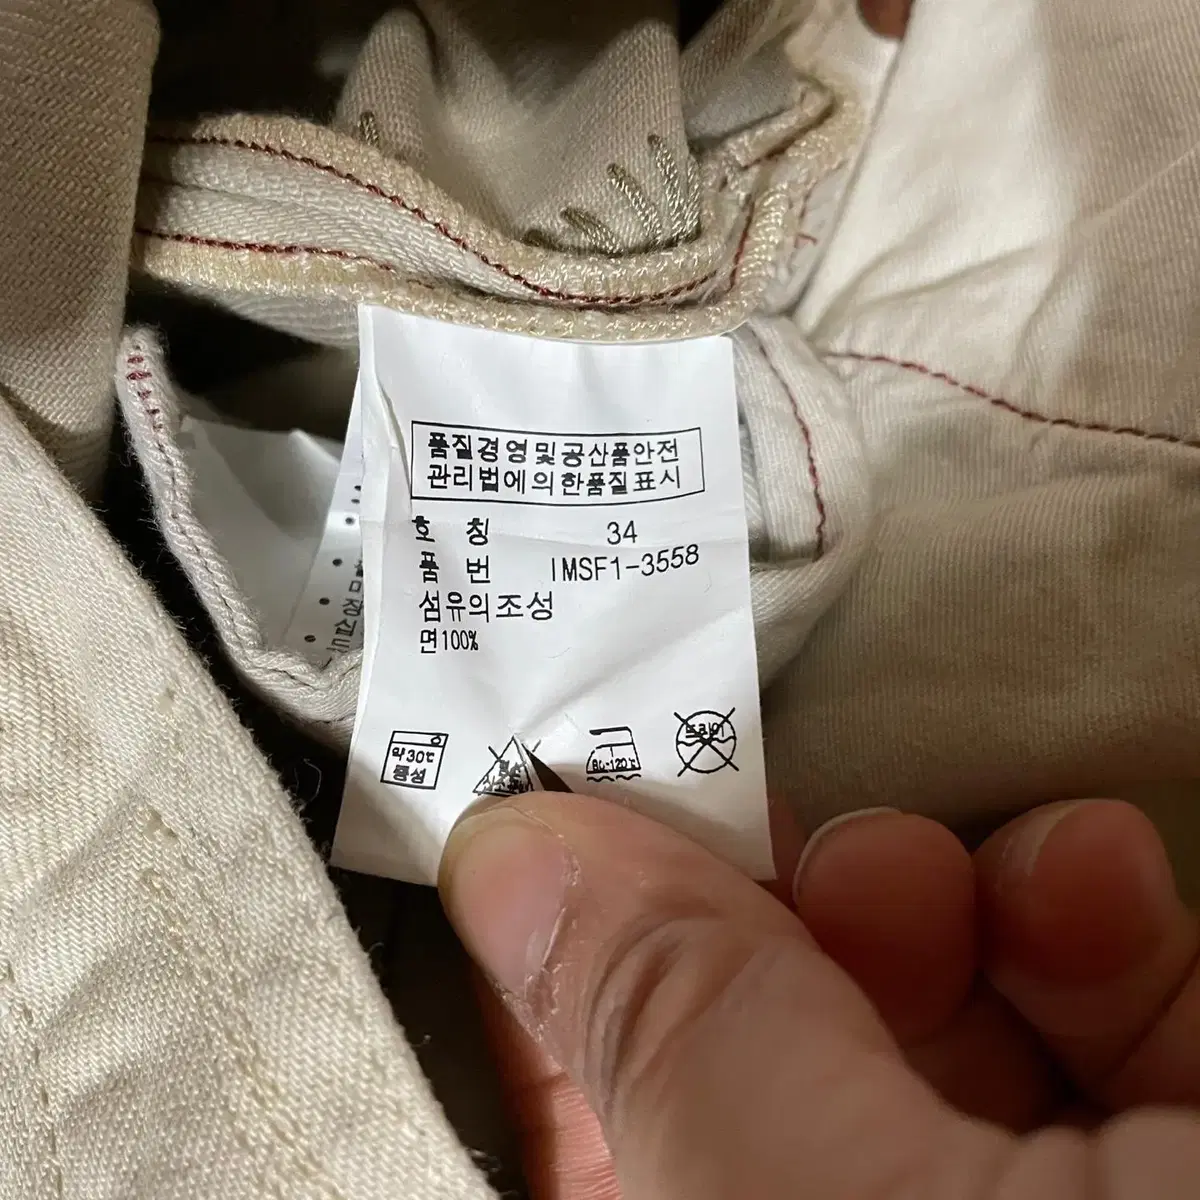 품질경영및공산품안전
관리법에의한품질표시
호 칭 34
품 번 IMSF1-3558
섬유의조성
면100%
약30℃
중성
80-120℃
드라이